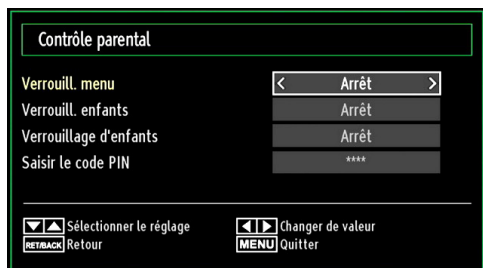 Contrôle parental
Verrouill. menu < Arrêt >
Verrouill. enfants Arrêt
Verrouillage d'enfants Arrêt
Saisir le code PIN ****
▼▲ Sélectionner le réglage ◀▶ Changer de valeur
RET/BACK Retour MENU Quitter